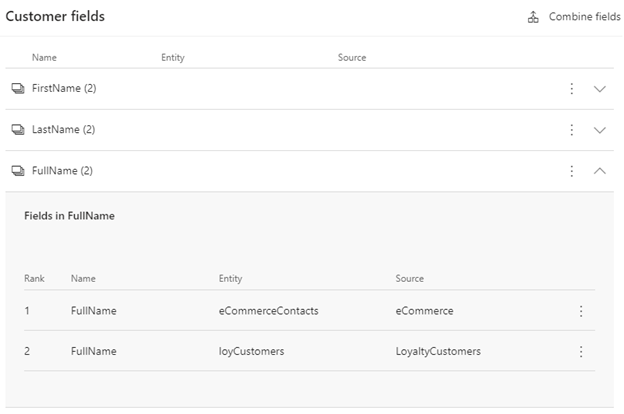 Customer fields
Combine fields
Name Entity Source
FirstName (2)
LastName (2)
FullName (2)
Fields in FullName
Rank Name Entity Source
1 FullName eCommerceContacts eCommerce
2 FullName loyCustomers LoyaltyCustomers